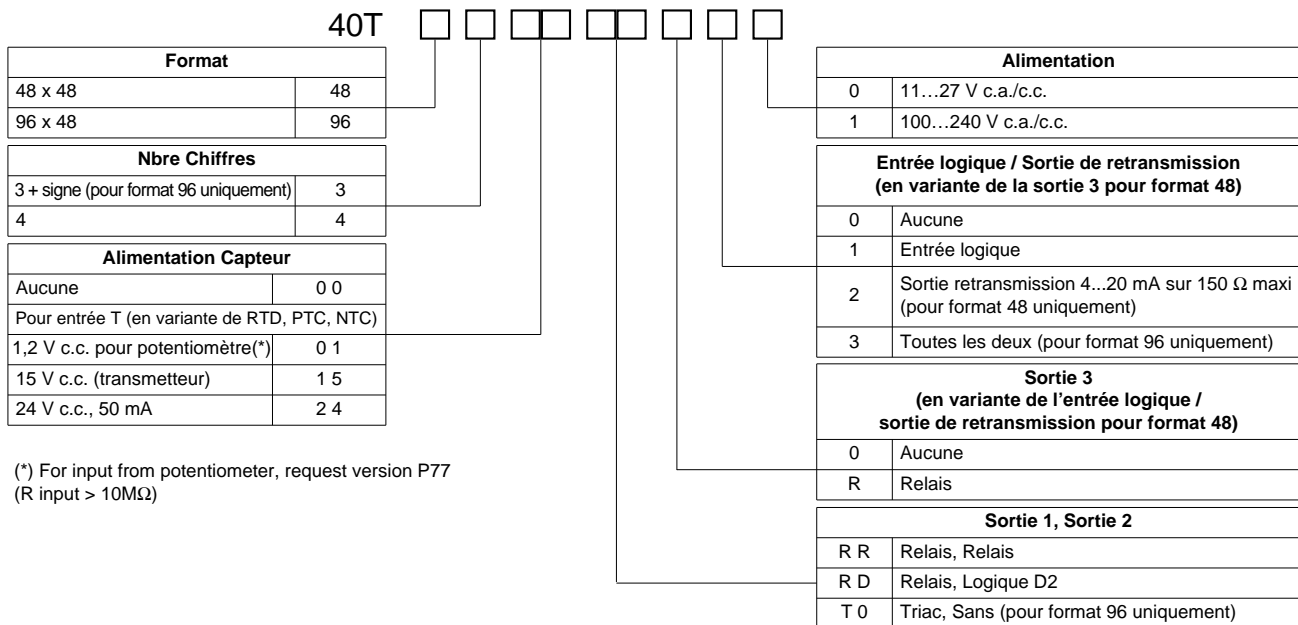 40T
Format
48 x 48 48
96 x 48 96
Nbre Chiffres
3 + signe (pour format 96 uniquement) 3
4 4
Alimentation Capteur
Aucune 0 0
Pour entrée T (en variante de RTD, PTC, NTC)
1,2 V c.c. pour potentiomètre(*) 0 1
15 V c.c. (transmetteur) 1 5
24 V c.c., 50 mA 2 4
(*) For input from potentiometer, request version P77
(R input > 10MΩ)
Alimentation
0 11…27 V c.a./c.c.
1 100…240 V c.a./c.c.
Entrée logique / Sortie de retransmission
(en variante de la sortie 3 pour format 48)
0 Aucune
1 Entrée logique
2 Sortie retransmission 4...20 mA sur 150 Ω maxi
(pour format 48 uniquement)
3 Toutes les deux (pour format 96 uniquement)
Sortie 3
(en variante de l'entrée logique /
sortie de retransmission pour format 48)
0 Aucune
R Relais
Sortie 1, Sortie 2
R R Relais, Relais
R D Relais, Logique D2
T 0 Triac, Sans (pour format 96 uniquement)